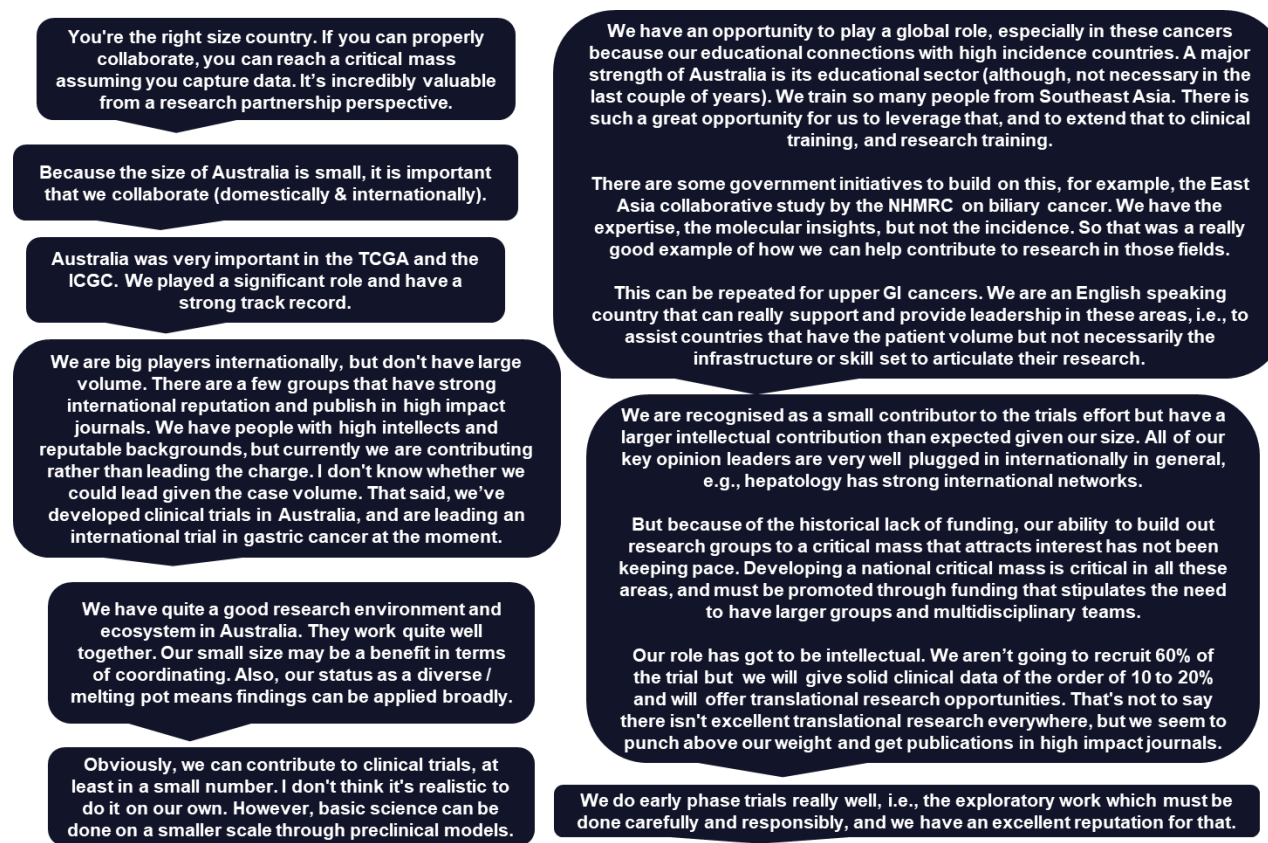 You're the right size country. If you can properly
collaborate, you can reach a critical mass
assuming you capture data. It's incredibly valuable
from a research partnership perspective.
Because the size of Australia is small, it is important
that we collaborate (domestically & internationally).
Australia was very important in the TCGA and the
ICGC. We played a significant role and have a
strong track record.
We are big players internationally, but don't have large
volume. There are a few groups that have strong
international reputation and publish in high impact
journals. We have people with high intellects and
reputable backgrounds, but currently we are contributing
rather than leading the charge. I don't know whether we
could lead given the case volume. That said, we've
developed clinical trials in Australia, and are leading an
international trial in gastric cancer at the moment.
We have quite a good research environment and
ecosystem in Australia. They work quite well
together. Our small size may be a benefit in terms
of coordinating. Also, our status as a diverse /
melting pot means findings can be applied broadly.
Obviously, we can contribute to clinical trials, at
least in a small number. I don't think it's realistic to
do it on our own. However, basic science can be
done on a smaller scale through preclinical models.
We have an opportunity to play a global role, especially in these cancers
because our educational connections with high incidence countries. A major
strength of Australia is its educational sector (although, not necessary in the
last couple of years). We train so many people from Southeast Asia. There is
such a great opportunity for us to leverage that, and to extend that to clinical
training, and research training.
There are some government initiatives to build on this, for example, the East
Asia collaborative study by the NHMRC on biliary cancer. We have the
expertise, the molecular insights, but not the incidence. So that was a really
good example of how we can help contribute to research in those fields.
This can be repeated for upper GI cancers. We are an English speaking
country that can really support and provide leadership in these areas, i.e., to
assist countries that have the patient volume but not necessarily the
infrastructure or skill set to articulate their research.
We are recognised as a small contributor to the trials effort but have a
larger intellectual contribution than expected given our size. All of our
key opinion leaders are very well plugged in internationally in general,
e.g., hepatology has strong international networks.
But because of the historical lack of funding, our ability to build out
research groups to a critical mass that attracts interest has not been
keeping pace. Developing a national critical mass is critical in all these
areas, and must be promoted through funding that stipulates the need
to have larger groups and multidisciplinary teams.
Our role has got to be intellectual. We aren't going to recruit 60% of
the trial but we will give solid clinical data of the order of 10 to 20%
and will offer translational research opportunities. That's not to say
there isn't excellent translational research everywhere, but we seem to
punch above our weight and get publications in high impact journals.
We do early phase trials really well, i.e., the exploratory work which must be
done carefully and responsibly, and we have an excellent reputation for that.